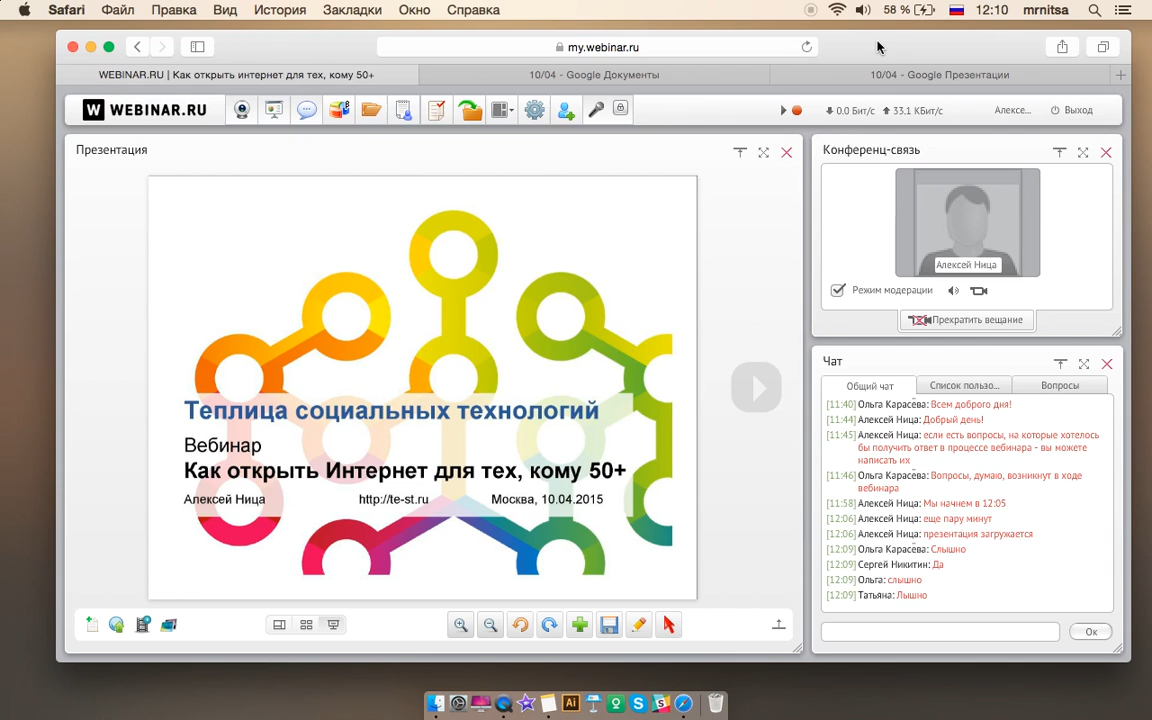 Safari Файл Правка Вид История Закладки Окно Справка 58 % 12:10 mrnitsa
my.webinar.ru
WEBINAR.RU | Как открыть интернет для тех, кому 50+ 10/04 - Google Документы 10/04 - Google Презентации
W WEBINAR.RU 0.0 Бит/с 33.1 КБит/с Алексе... Выход
Презентация
Теплица социальных технологий
Вебинар
Как открыть Интернет для тех, кому 50+
Алексей Ница http://te-st.ru Москва, 10.04.2015
Конференц-связь
Алексей Ница
Режим модерации
Прекратить вещание
Чат
Общий чат Список пользо... Вопросы
[11:40] Ольга Карасёва: Всем доброго дня!
[11:44] Алексей Ница: Добрый день!
[11:45] Алексей Ница: если есть вопросы, на которые хотелось
бы получить ответ в процессе вебинара - вы можете
написать их
[11:46] Ольга Карасёва: Вопросы, думаю, возникнут в ходе
вебинара
[11:58] Алексей Ница: Мы начнем в 12:05
[12:06] Алексей Ница: еще пару минут
[12:06] Алексей Ница: презентация загружается
[12:09] Ольга Карасёва: Слышно
[12:09] Сергей Никитин: Да
[12:09] Ольга: слышно
[12:09] Татьяна: Лышно
Ок
Ai